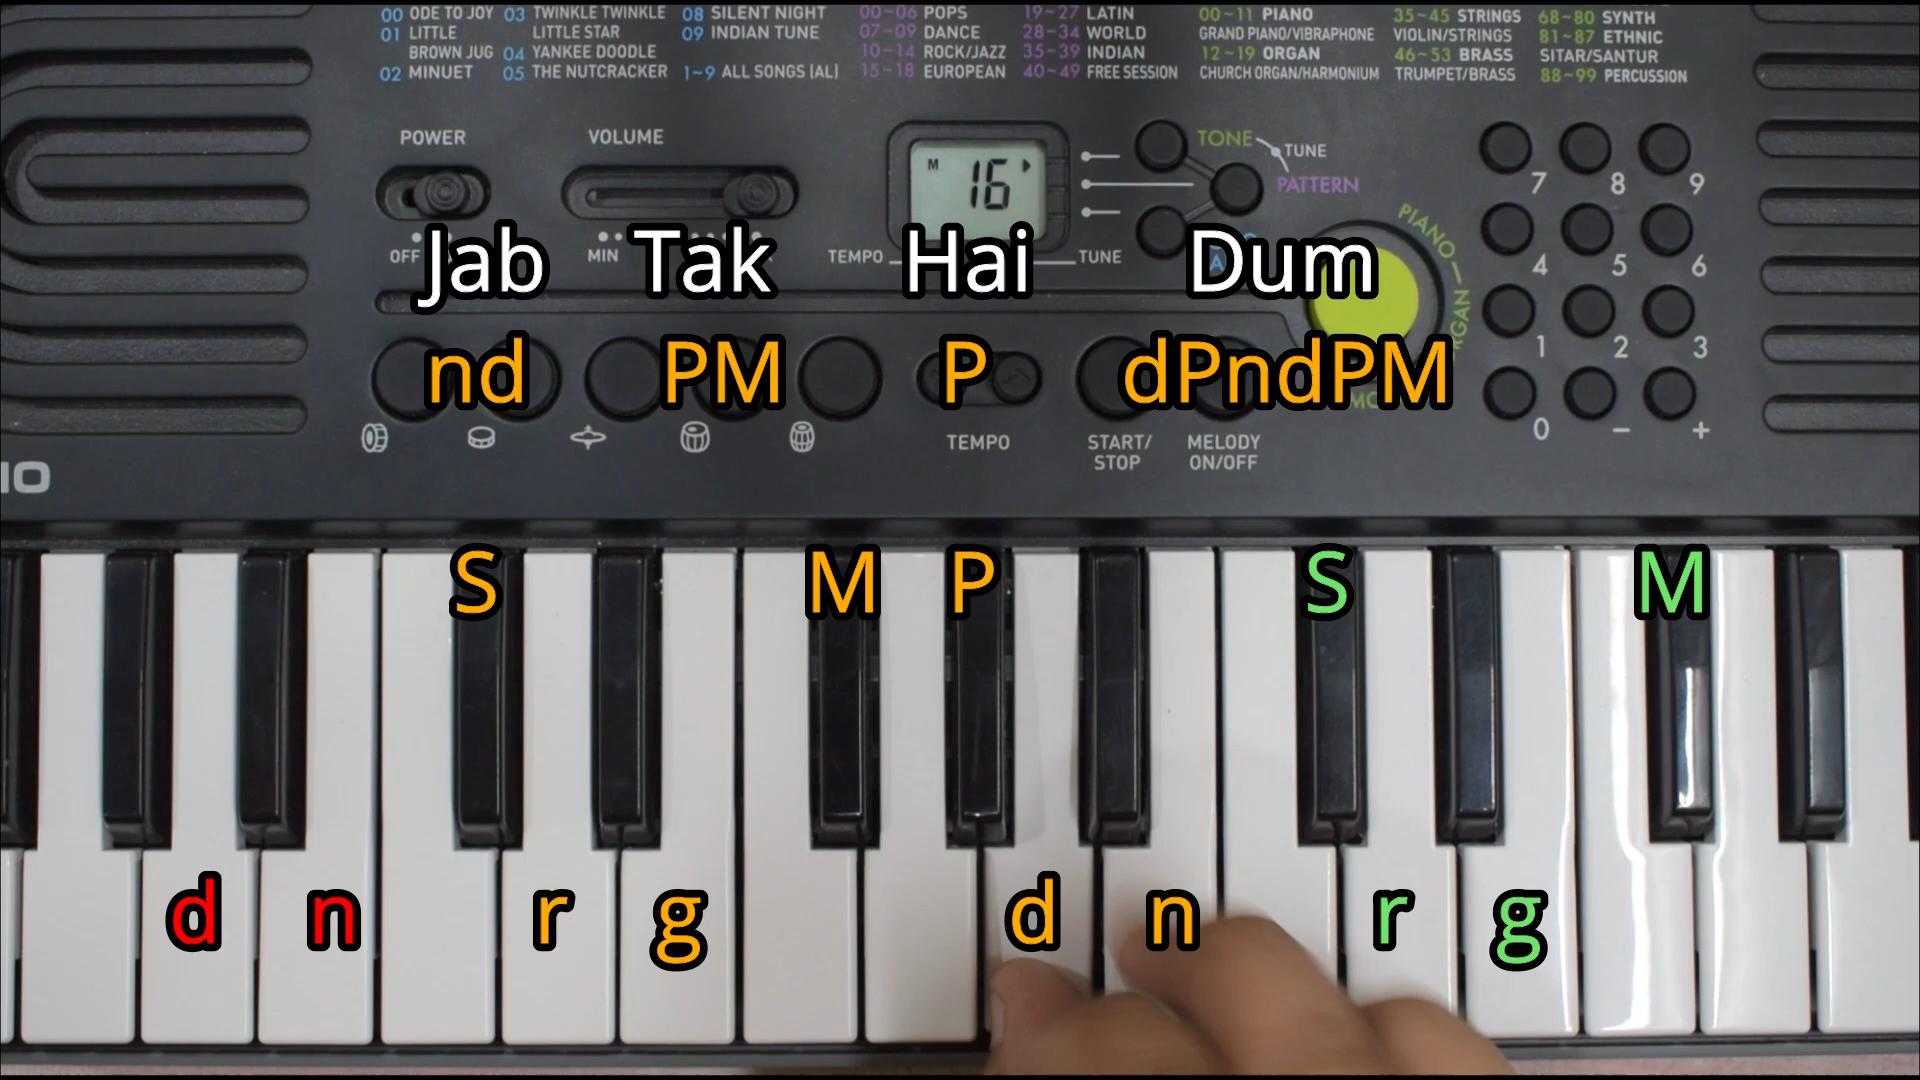 00 ODE TO JOY 03 TWINKLE TWINKLE 08 SILENT NIGHT 00~06 POPS 19~27 LATIN 00~11 PIANO 35~45 STRINGS 68~80 SYNTH
01 LITTLE LITTLE STAR 09 INDIAN TUNE 07~09 DANCE 28~34 WORLD GRAND PIANO/VIBRAPHONE VIOLIN/STRINGS 81~87 ETHNIC
BROWN JUG 04 YANKEE DOODLE 10~14 ROCK/JAZZ 35~39 INDIAN 12~19 ORGAN 46~53 BRASS SITAR/SANTUR
02 MINUET 05 THE NUTCRACKER 1~9 ALL SONGS (AL) 15~18 EUROPEAN 40~49 FREE SESSION CHURCH ORGAN/HARMONIUM TRUMPET/BRASS 88~99 PERCUSSION
POWER VOLUME TONE TUNE
M 16 PATTERN 7 8 9
PIANO
OFF MIN TEMPO TUNE 4 5 6
Jab Tak Hai Dum
1 2 3
nd PM P dPndPM
0 − +
TEMPO START/STOP MELODY ON/OFF
IO
S M P S M
d n r g d n r g